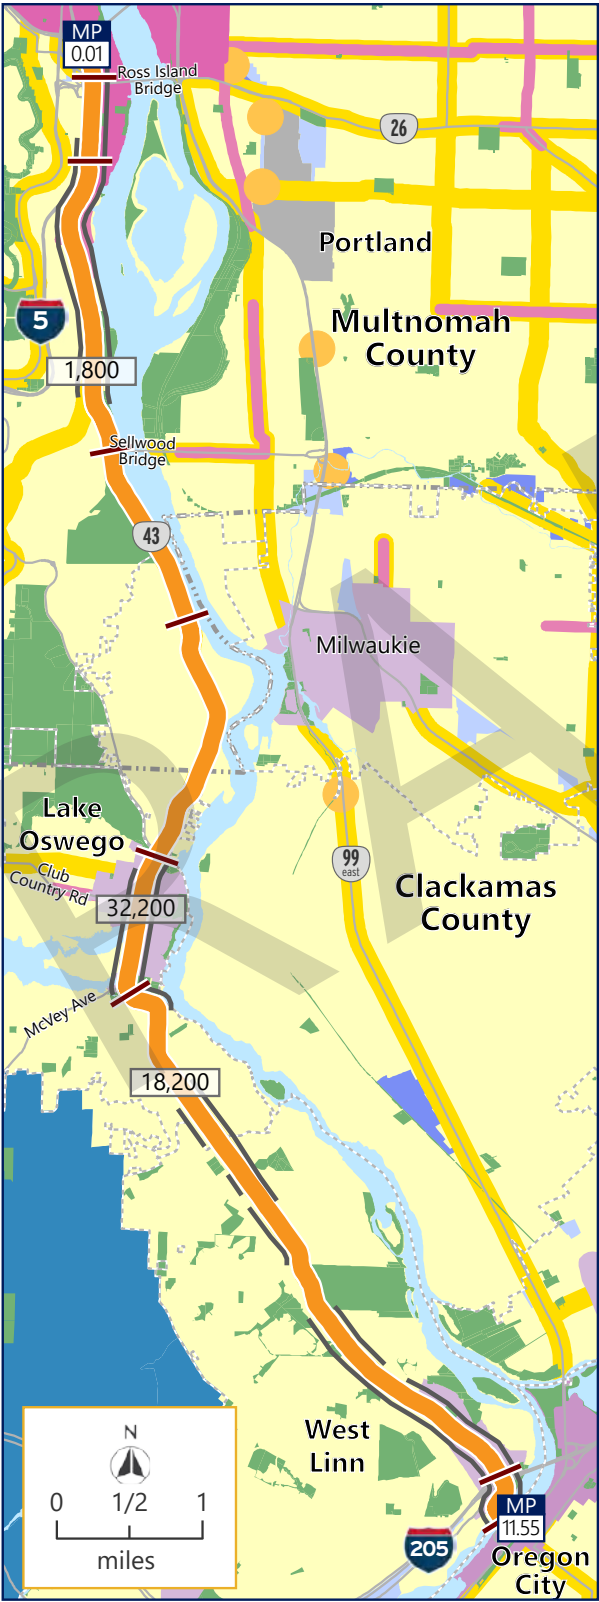 MP
0.01
Ross Island
Bridge
26
Portland
Multnomah
County
5
1,800
Sellwood
Bridge
43
Milwaukie
Lake
Oswego
99
east
Club
Country Rd
Clackamas
County
32,200
McVey Ave
18,200
West
Linn
N
0 1/2 1
miles
MP
11.55
205
Oregon
City